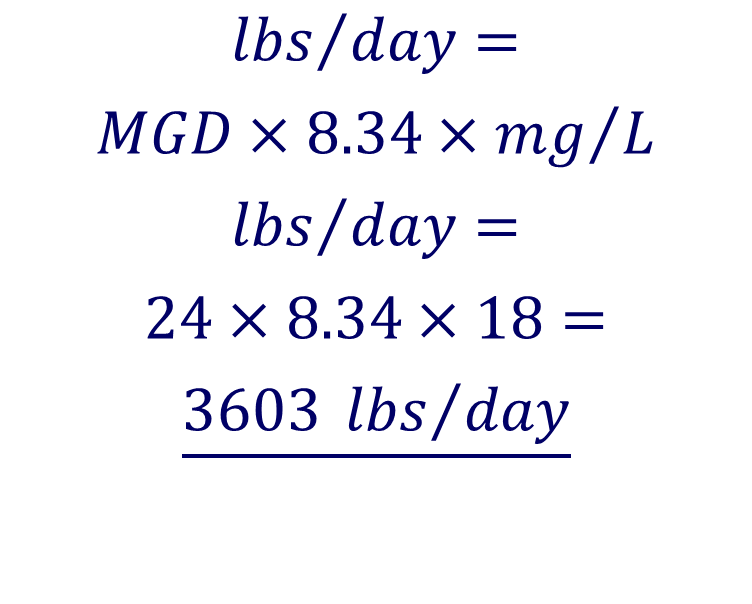 lbs/day =
MGD × 8.34 × mg/L
lbs/day =
24 × 8.34 × 18 =
3603 lbs/day